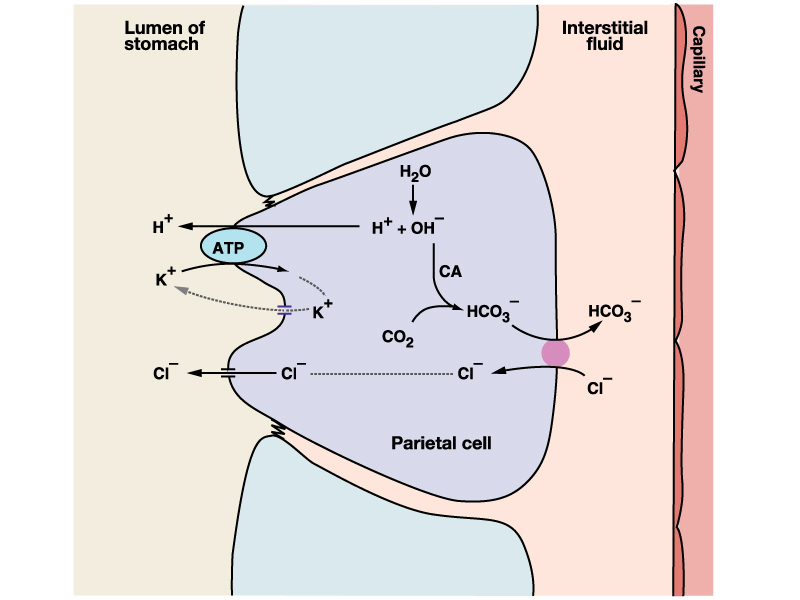 Lumen of
stomach
Interstitial
fluid
Capillary
H₂O
H⁺
H⁺ + OH⁻
ATP
K⁺
CA
K⁺
HCO₃⁻
HCO₃⁻
CO₂
Cl⁻
Cl⁻
Cl⁻
Cl⁻
Parietal cell